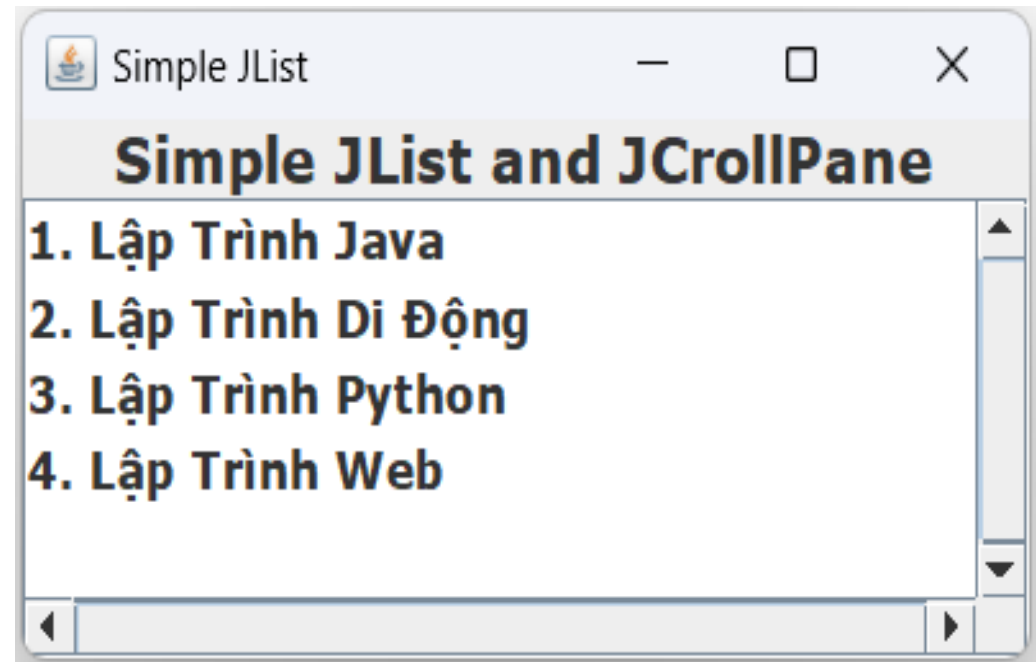 Simple JList
Simple JList and JCrollPane
1. Lập Trình Java
2. Lập Trình Di Động
3. Lập Trình Python
4. Lập Trình Web